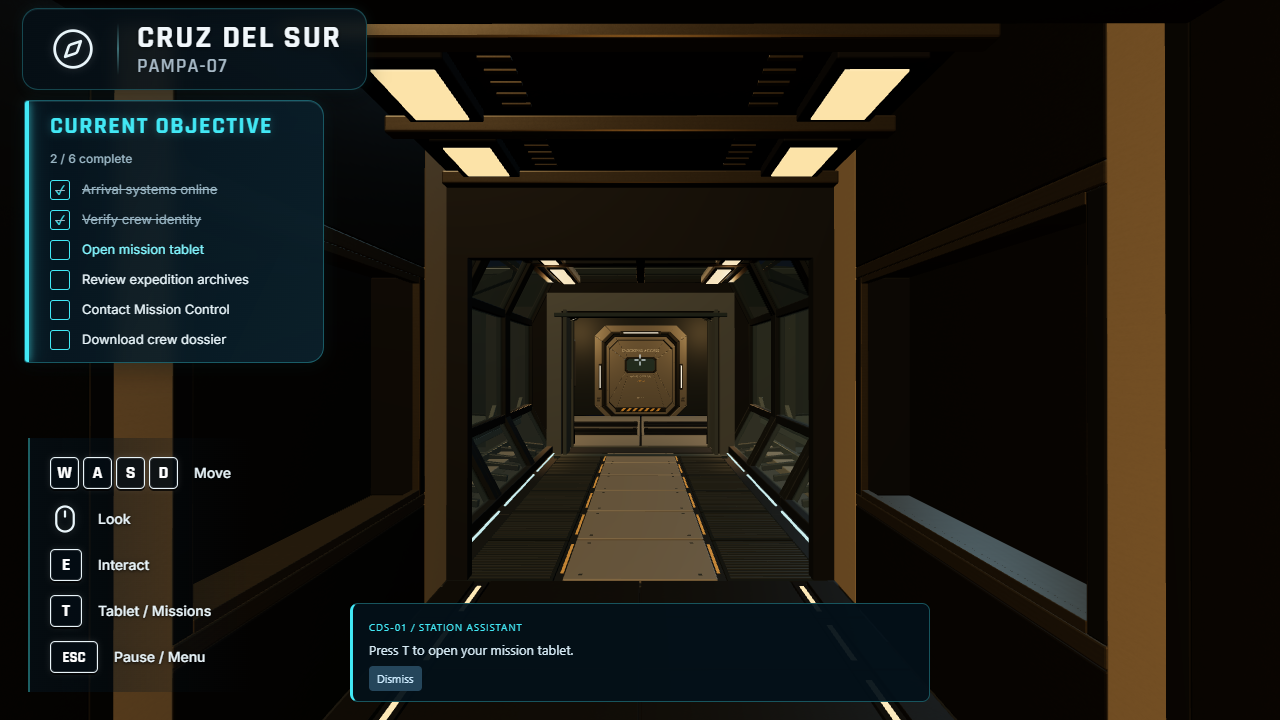 CRUZ DEL SUR
PAMPA-07
CURRENT OBJECTIVE
2 / 6 complete
Arrival systems online
Verify crew identity
Open mission tablet
Review expedition archives
Contact Mission Control
Download crew dossier
W A S D Move
Look
E Interact
T Tablet / Missions
ESC Pause / Menu
CDS-01 / STATION ASSISTANT
Press T to open your mission tablet.
Dismiss